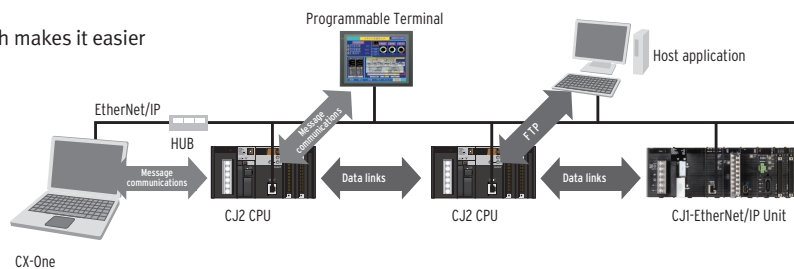 h makes it easier
Programmable Terminal
Host application
EtherNet/IP
HUB
Message
communications
FTP
Message
communications
Data links
Data links
CJ2 CPU
CJ2 CPU
CJ1-EtherNet/IP Unit
CX-One